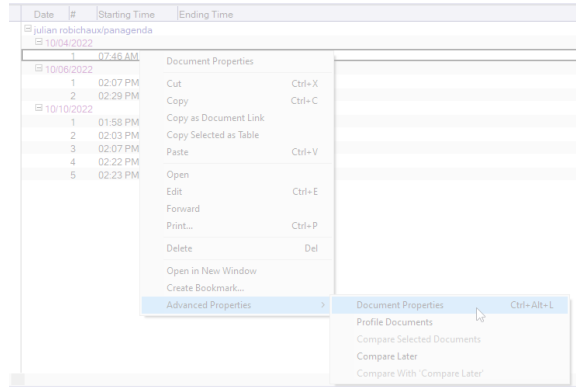 Date # Starting Time Ending Time
julian robichaux/panagenda
10/04/2022
1 07:46 AM
10/06/2022
1 02:07 PM
2 02:29 PM
10/10/2022
1 01:58 PM
2 02:03 PM
3 02:07 PM
4 02:22 PM
5 02:23 PM
Document Properties
Cut Ctrl+X
Copy Ctrl+C
Copy as Document Link
Copy Selected as Table
Paste Ctrl+V
Open
Edit Ctrl+E
Forward
Print... Ctrl+P
Delete Del
Open in New Window
Create Bookmark...
Advanced Properties >
Document Properties Ctrl+Alt+L
Profile Documents
Compare Selected Documents
Compare Later
Compare With 'Compare Later'